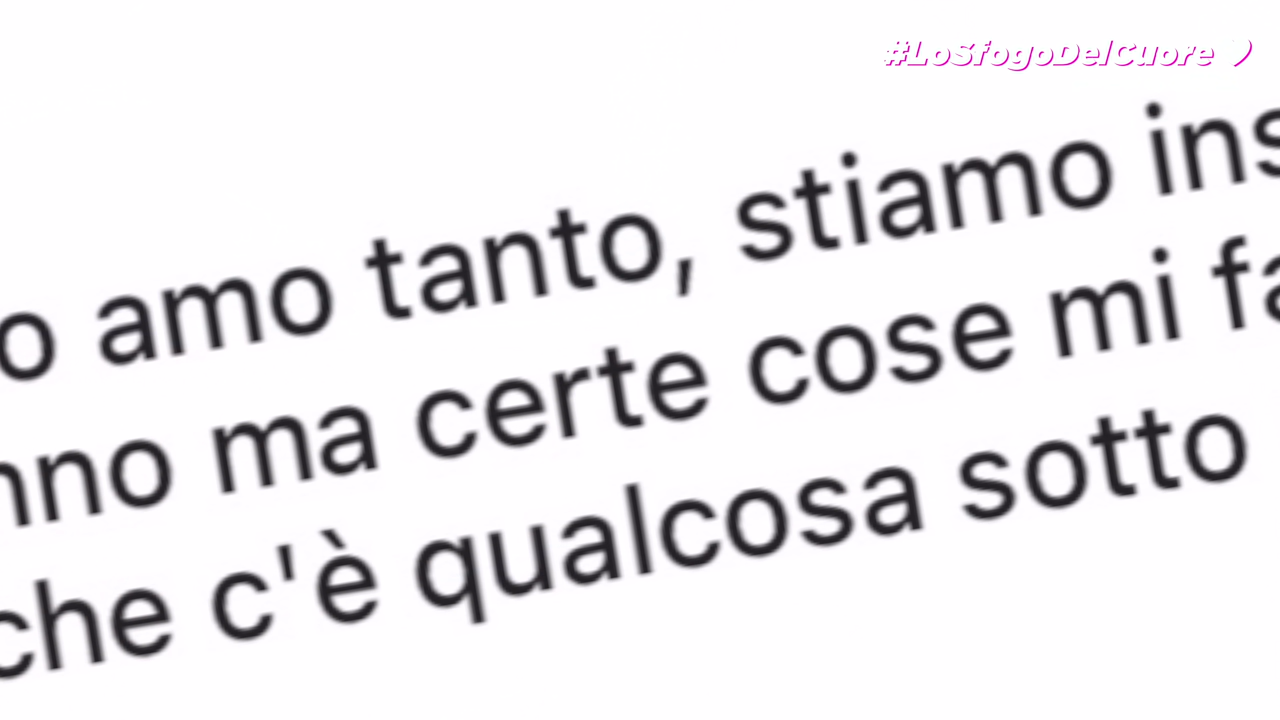 #LoSfogoDelCuore
o amo tanto, stiamo ins
nno ma certe cose mi fa
che c'è qualcosa sotto